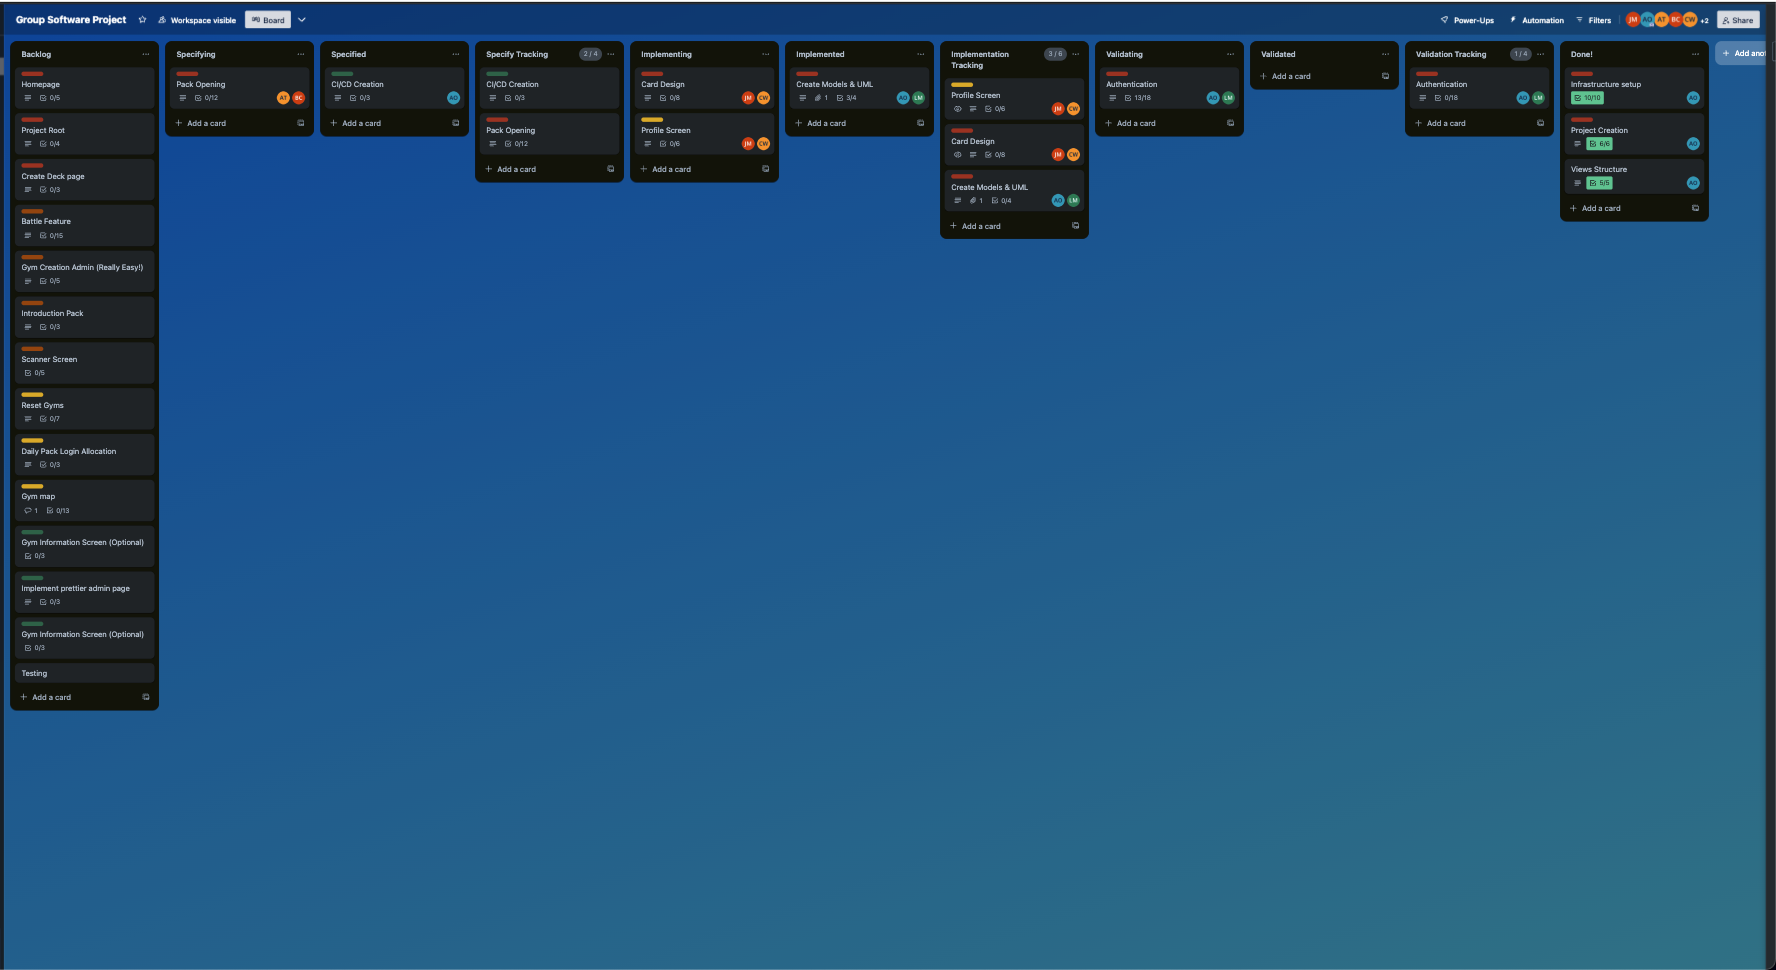 Group Software Project
Workspace visible
Board
Power-Ups
Automation
Filters
JM AO AT BC CW +2
Share
Backlog
Homepage
0/5
Project Root
0/4
Create Deck page
0/3
Battle Feature
0/15
Gym Creation Admin (Really Easy!)
0/5
Introduction Pack
0/3
Scanner Screen
0/5
Reset Gyms
0/7
Daily Pack Login Allocation
0/3
Gym map
1 0/13
Gym Information Screen (Optional)
0/3
Implement prettier admin page
0/3
Gym Information Screen (Optional)
0/3
Testing
+ Add a card
Specifying
Pack Opening
0/12 AT BC
+ Add a card
Specified
CI/CD Creation
0/3 AO
+ Add a card
Specify Tracking 2 / 4
CI/CD Creation
0/3
Pack Opening
0/12
+ Add a card
Implementing
Card Design
0/8 JM CW
Profile Screen
0/6 JM CW
+ Add a card
Implemented
Create Models & UML
1 3/4 AO LM
+ Add a card
Implementation
Tracking
3 / 6
Profile Screen
0/6 JM CW
Card Design
0/8 JM CW
Create Models & UML
1 0/4 AO LM
+ Add a card
Validating
Authentication
13/18 AO LM
+ Add a card
Validated
+ Add a card
Validation Tracking 1 / 4
Authentication
0/18 AO LM
+ Add a card
Done!
Infrastructure setup
10/10 AO
Project Creation
6/6 AO
Views Structure
5/5 AO
+ Add a card
+ Add anot